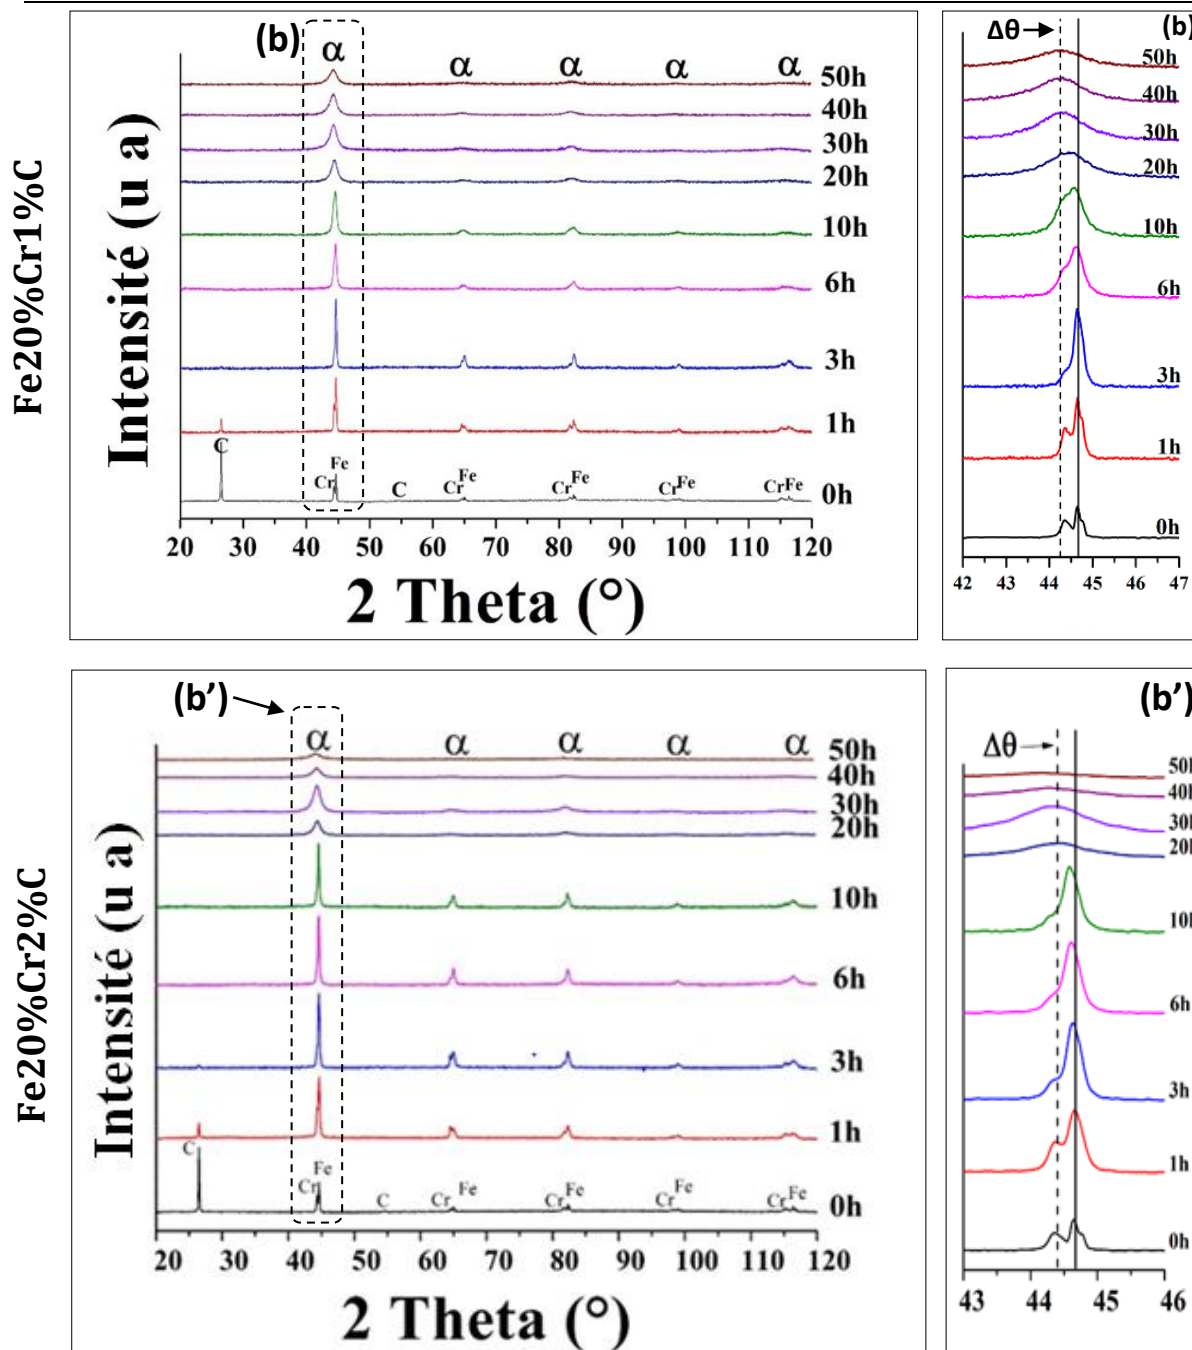 Fe20%Cr1%C
(b)
α α α α α
Intensité (u a)
50h
40h
30h
20h
10h
6h
3h
1h
0h
C
Cr Fe
C
Cr Fe
Cr Fe
Cr Fe
Cr Fe
20 30 40 50 60 70 80 90 100 110 120
2 Theta (°)
Δθ
(b)
50h
40h
30h
20h
10h
6h
3h
1h
0h
42 43 44 45 46 47
Fe20%Cr2%C
(b’)
α α α α α
Intensité (u a)
50h
40h
30h
20h
10h
6h
3h
1h
0h
C
Cr Fe
C
Cr Fe
Cr Fe
Cr Fe
Cr Fe
20 30 40 50 60 70 80 90 100 110 120
2 Theta (°)
(b’)
Δθ
50h
40h
30h
20h
10h
6h
3h
1h
0h
43 44 45 46